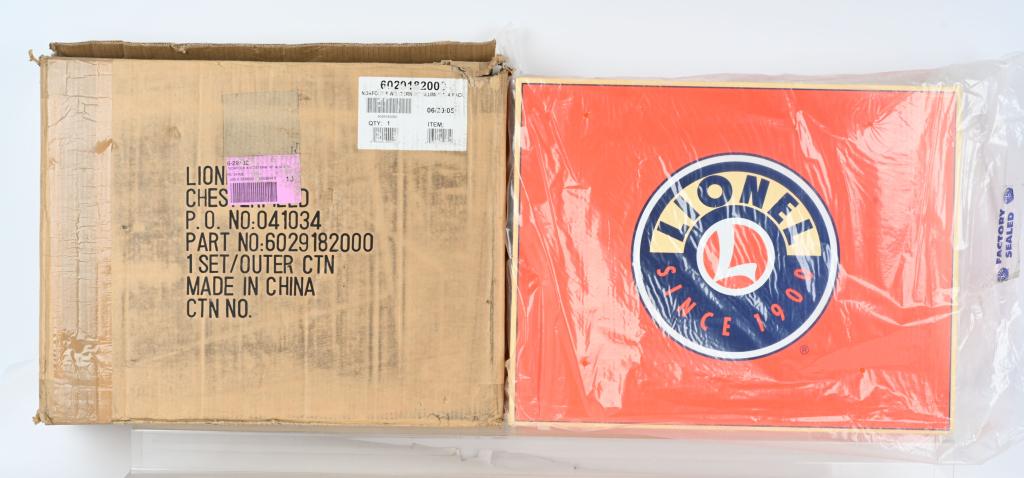 LION
CHES
P.O. NO:041034
PART NO:6029182000
1 SET/OUTER CTN
MADE IN CHINA
CTN NO.
6029182000
06/23/05
QTY: 1
ITEM:
LIONEL
L
SINCE 1900
®
FACTORY
SEALED